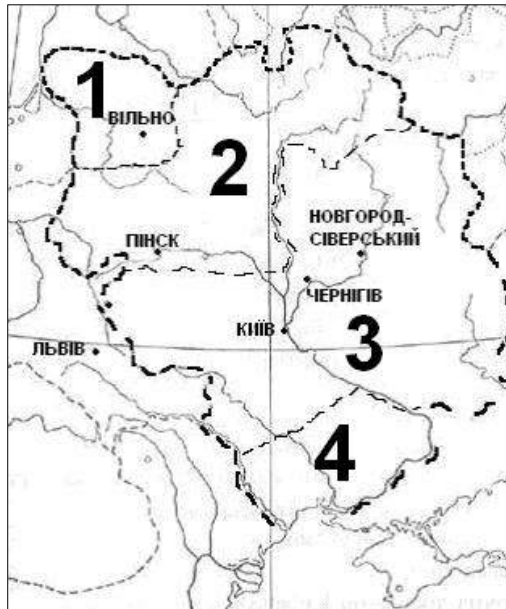 1
ВІЛЬНО
2
НОВГОРОД-
СІВЕРСЬКИЙ
ПІНСК
ЧЕРНІГІВ
КИЇВ
3
ЛЬВІВ
4